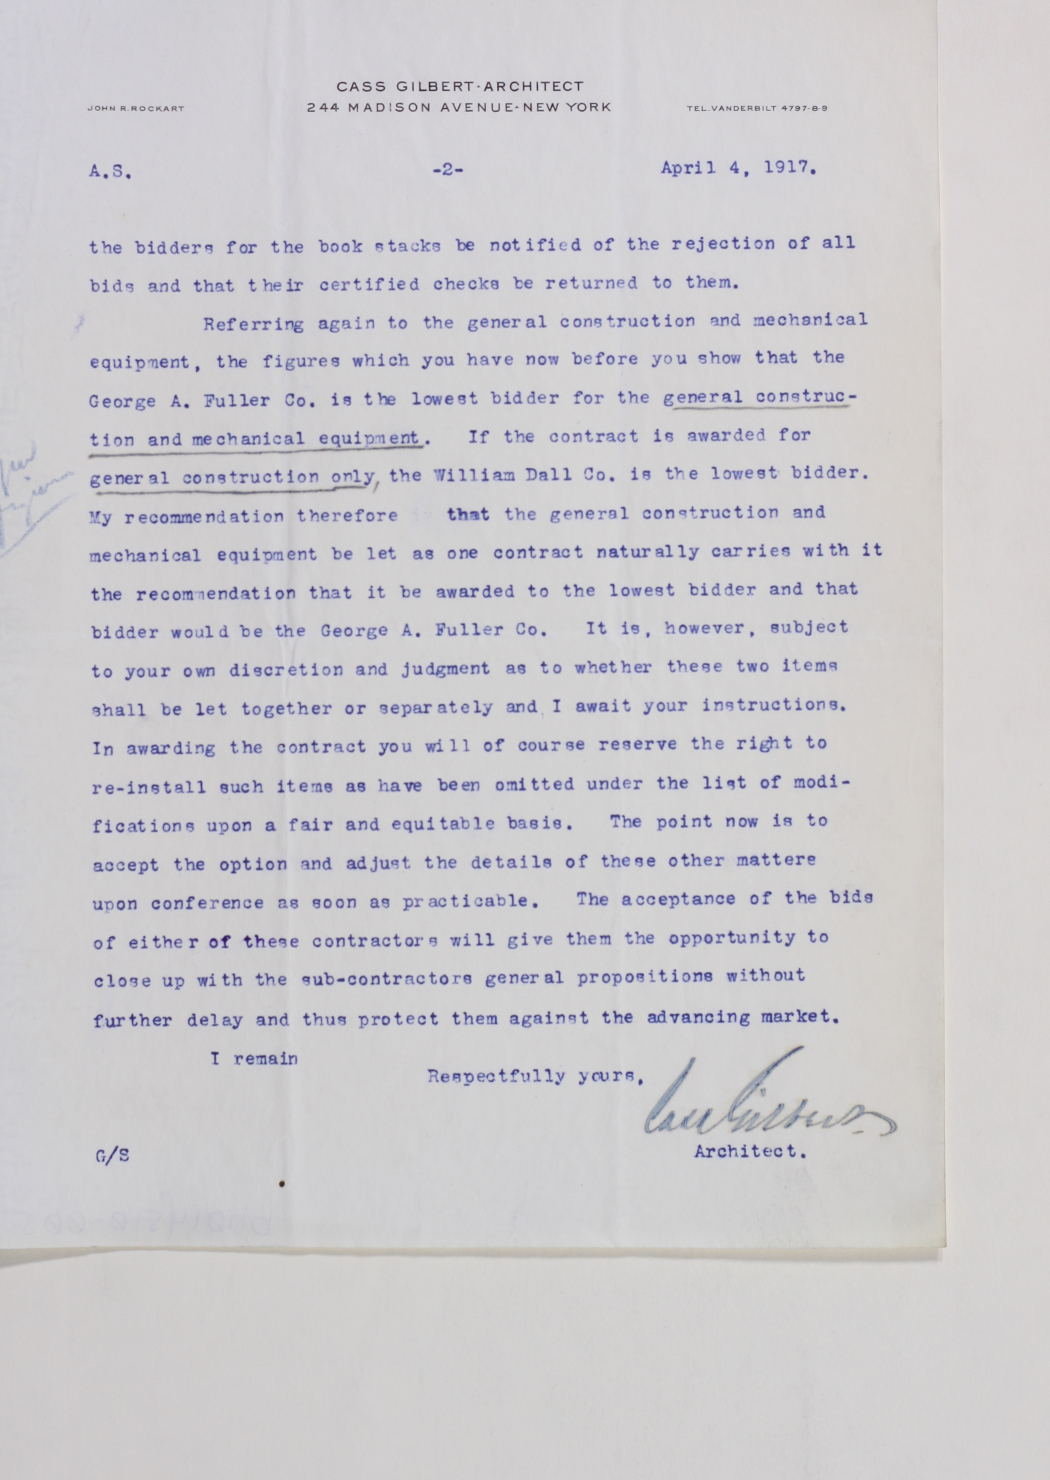 CASS GILBERT·ARCHITECT
JOHN R. ROCKART 244 MADISON AVENUE·NEW YORK TEL. VANDERBILT 4797-8-9
A.S. -2- April 4, 1917.
the bidders for the book stacks be notified of the rejection of all
bids and that their certified checks be returned to them.
Referring again to the general construction and mechanical
equipment, the figures which you have now before you show that the
George A. Fuller Co. is the lowest bidder for the general construc-
tion and mechanical equipment. If the contract is awarded for
general construction only, the William Dall Co. is the lowest bidder.
My recommendation therefore that the general construction and
mechanical equipment be let as one contract naturally carries with it
the recommendation that it be awarded to the lowest bidder and that
bidder would be the George A. Fuller Co. It is, however, subject
to your own discretion and judgment as to whether these two items
shall be let together or separately and I await your instructions.
In awarding the contract you will of course reserve the right to
re-install such items as have been omitted under the list of modi-
fications upon a fair and equitable basis. The point now is to
accept the option and adjust the details of these other matters
upon conference as soon as practicable. The acceptance of the bids
of either of these contractors will give them the opportunity to
close up with the sub-contractors general propositions without
further delay and thus protect them against the advancing market.
I remain
Respectfully yours,
Cass Gilbert
Architect.
G/S